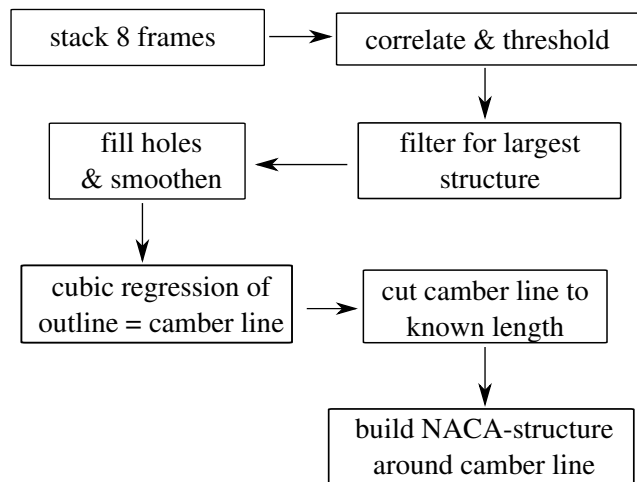 stack 8 frames
correlate & threshold
filter for largest
structure
fill holes
& smoothen
cubic regression of
outline = camber line
cut camber line to
known length
build NACA-structure
around camber line